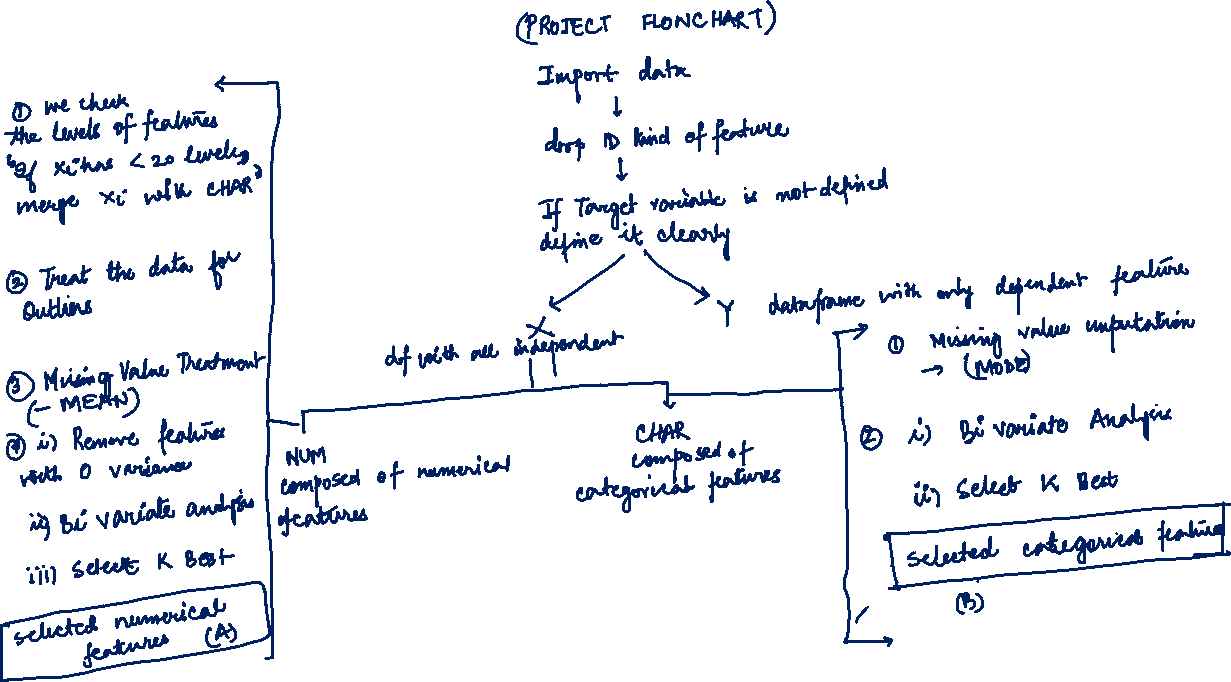 (PROJECT FLOWCHART)
Import data
drop ID kind of feature
If Target variable is not defined
define it clearly
X
df with all independent
Y dataframe with only dependent feature
NUM
composed of numerical
features
CHAR
composed of
categorical features
① we check
the levels of features
"if xi has < 20 levels,
merge xi with CHAR"
② Treat the data for
Outliers
③ Missing Value Treatment
(- MEAN)
④ i) Remove features
with 0 variance
ii) Bi variate analysis
iii) Select K Best
selected numerical
features (A)
① Missing value imputation
→ (MODE)
② i) Bi variate Analysis
ii) Select K Best
selected categorical feature
(B)